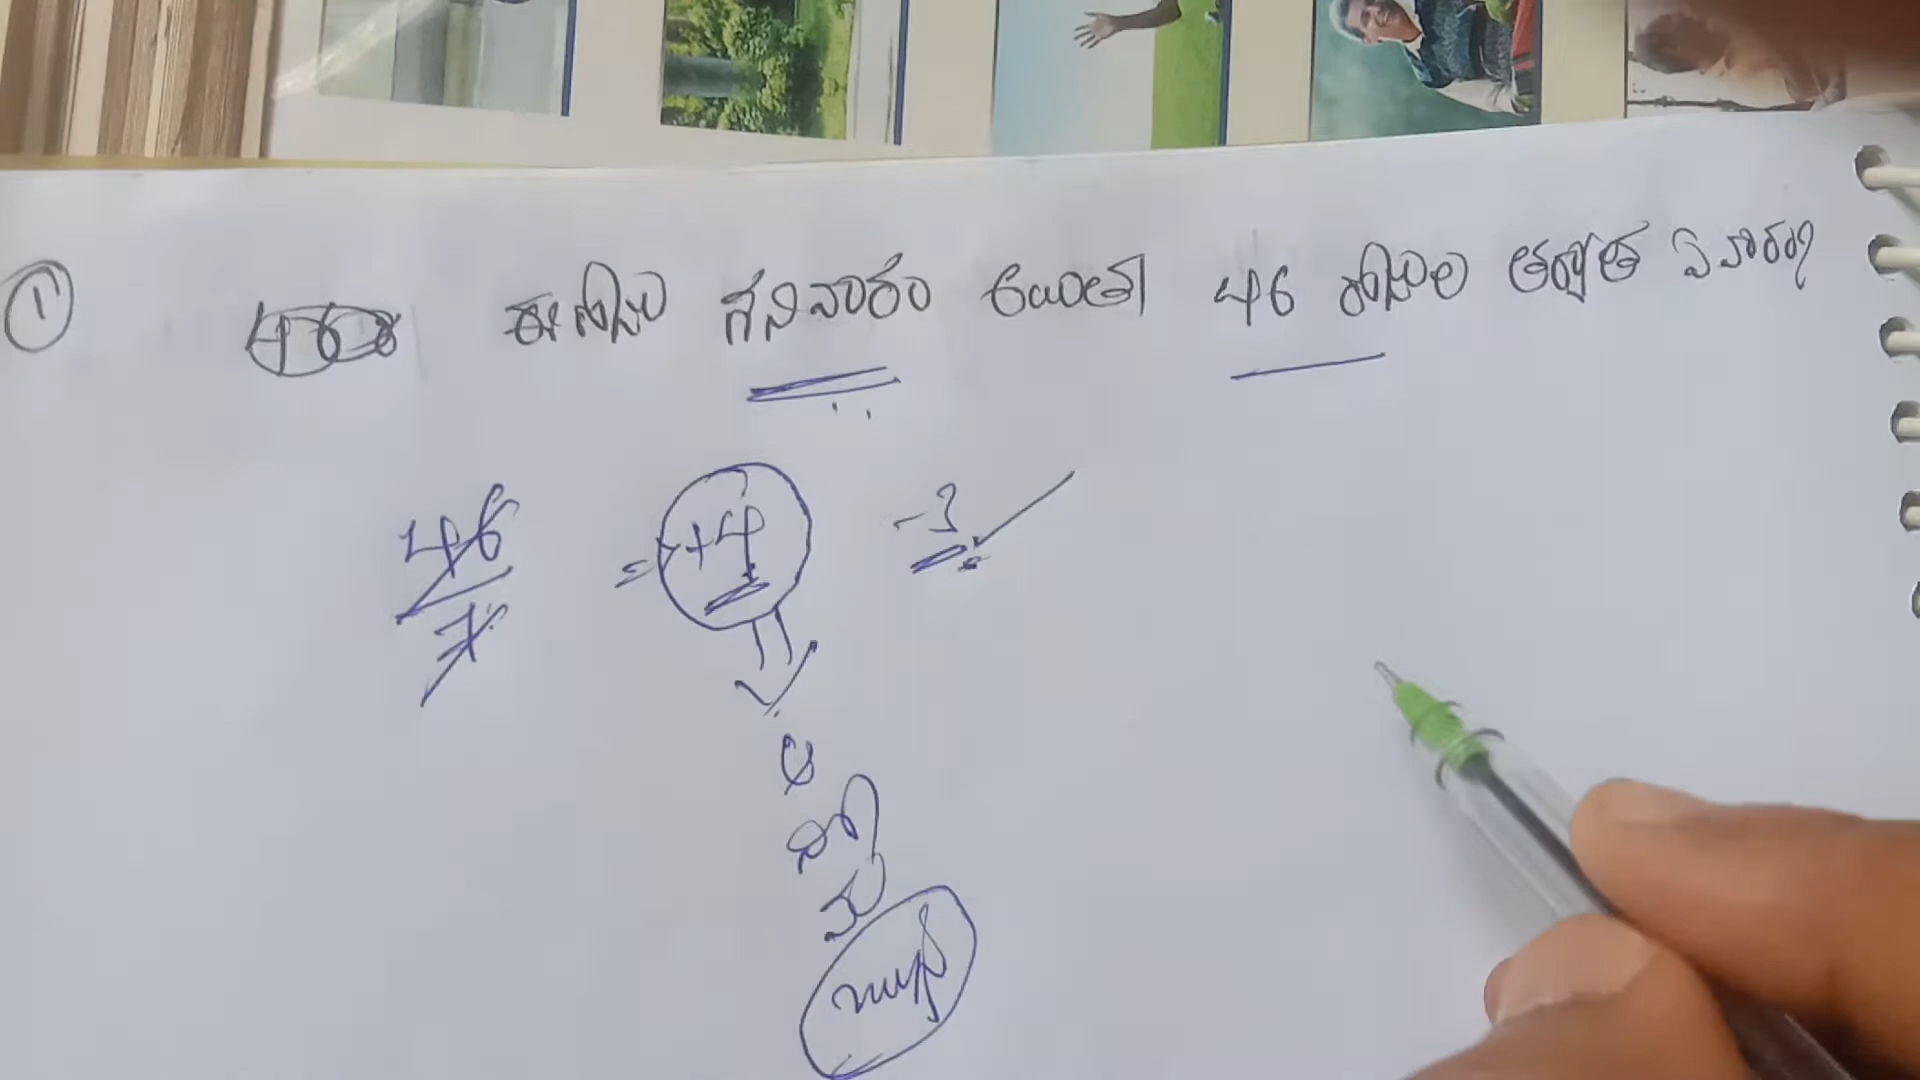 ① ఈరోజు శనివారం అయితే 46 రోజుల తర్వాత ఏ వారం?
46
7
= +4 -3
ఆ
సో
మ
బుధ